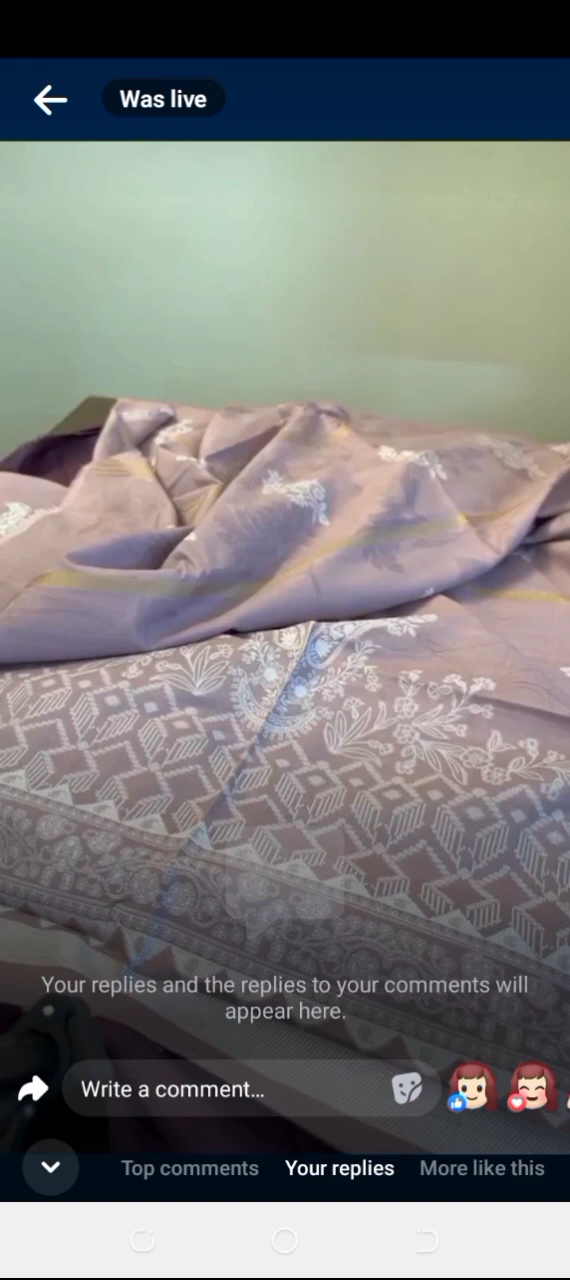 Was live
Your replies and the replies to your comments will
appear here.
Write a comment...
Top comments Your replies More like this